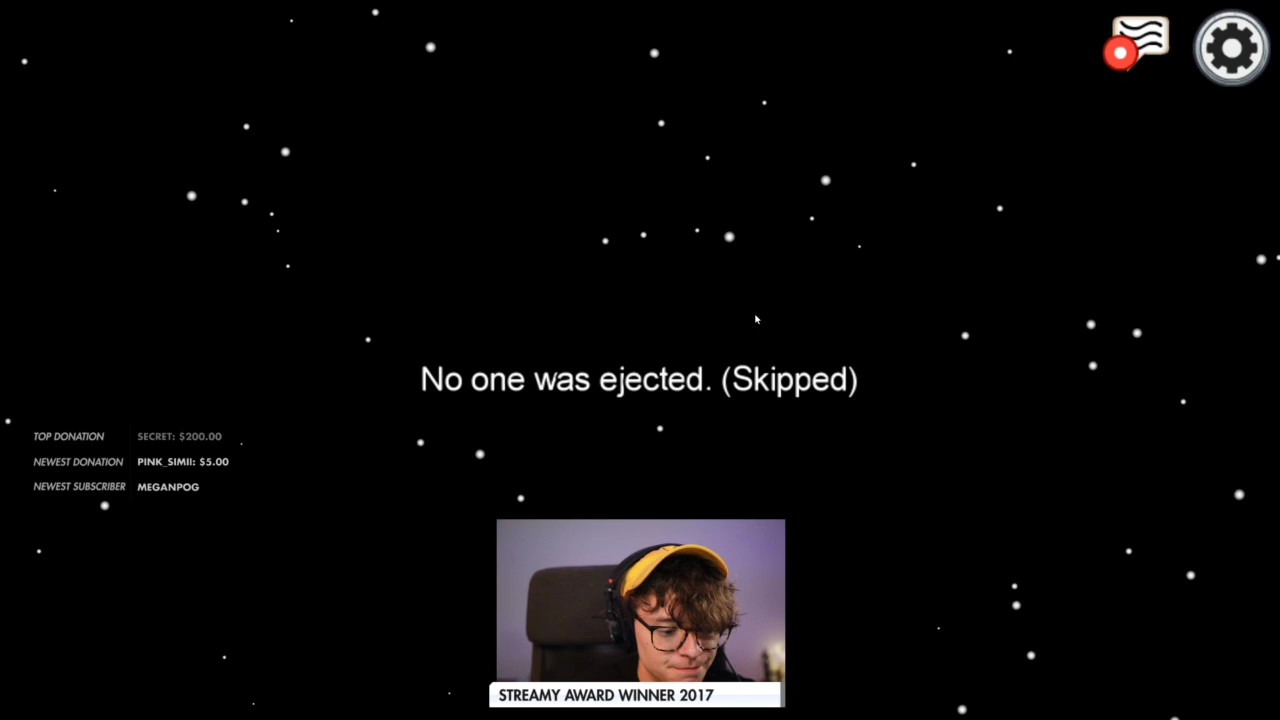 No one was ejected. (Skipped)
TOP DONATION SECRET: $200.00
NEWEST DONATION PINK_SIMII: $5.00
NEWEST SUBSCRIBER MEGANPOG
STREAMY AWARD WINNER 2017